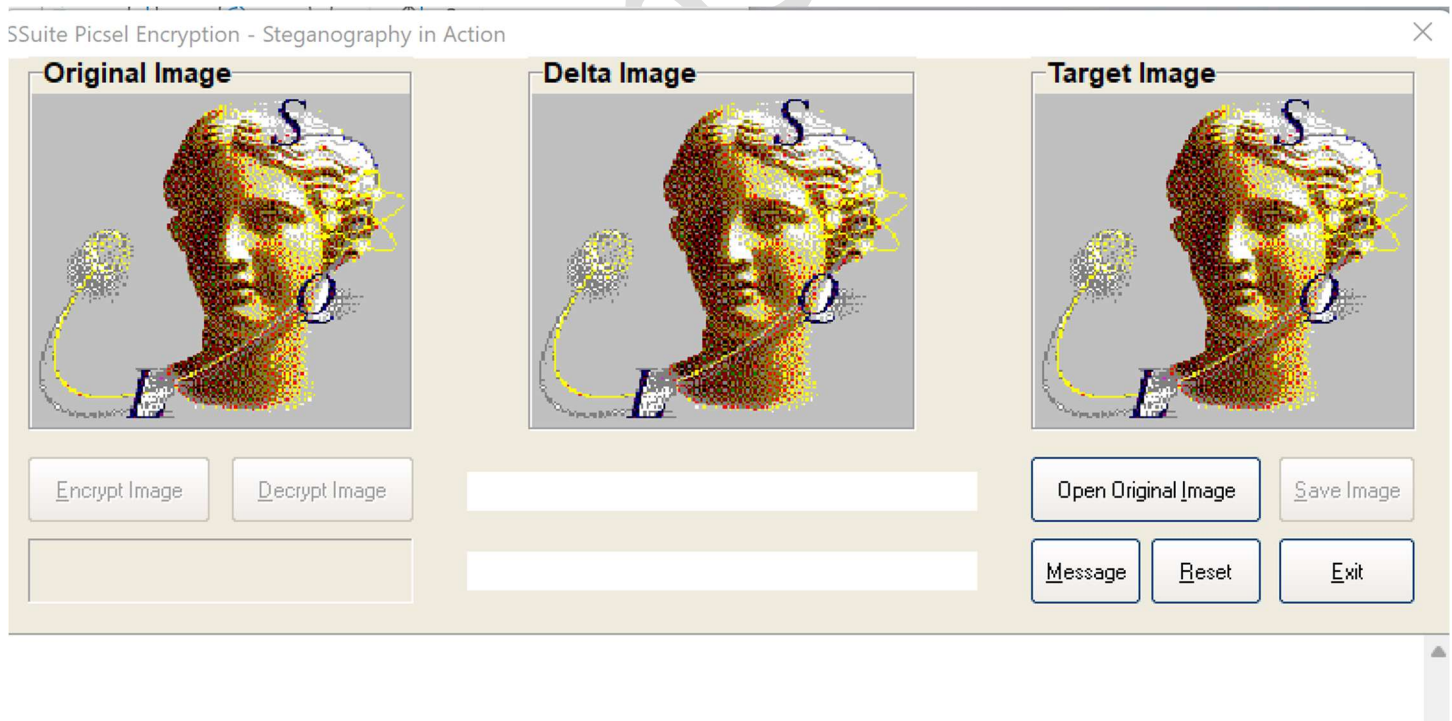 SSuite Picsel Encryption - Steganography in Action
Original Image Delta Image Target Image
S S S
Q Q Q
L L L
Encrypt Image Decrypt Image Open Original Image Save Image
Message Reset Exit